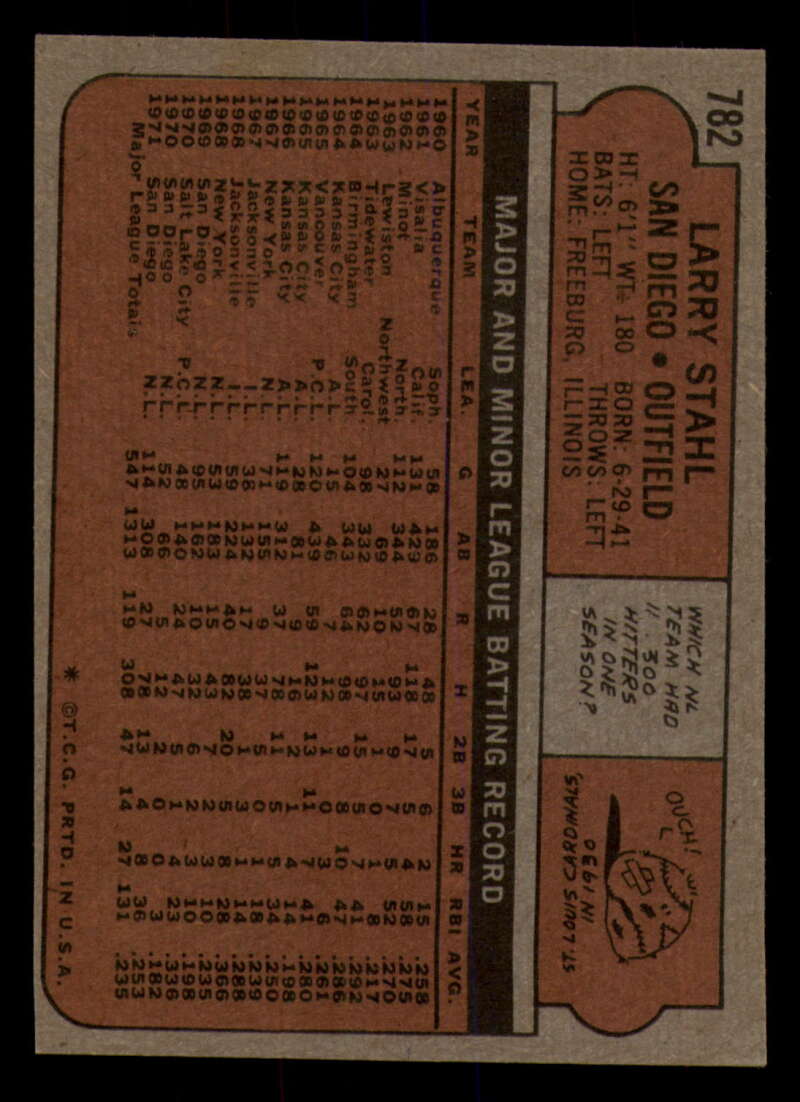 782
LARRY STAHL
SAN DIEGO • OUTFIELD
HT: 6'1" WT: 180 BORN: 6-29-41
BATS: LEFT THROWS: LEFT
HOME: FREEBURG, ILLINOIS
WHICH NL
TEAM HAD
11 .300
HITTERS
IN ONE
SEASON?
OUCH!
ST. LOUIS CARDINALS,
IN 1930
MAJOR AND MINOR LEAGUE BATTING RECORD
YEAR TEAM LEA. G AB R H 2B 3B HR RBI AVG.
1960 Albuquerque Soph. 58 186 28 48 5 6 2 15 .258
1961 Visalia Calif. 131 429 67 118 17 5 4 58 .275
1962 Minot North. 112 344 52 93 9 7 5 52 .270
1963 Lewiston Northwest 27 69 10 15 1 0 1 8 .217
1963 Tidewater Carol. 98 332 62 97 15 5 7 41 .292
1964 Birmingham South. 104 343 64 98 9 8 10 47 .286
1964 Kansas City A.L. 15 46 7 12 1 0 3 6 .261
1965 Vancouver P.C.L. 120 439 59 123 13 11 7 41 .280
1965 Kansas City A.L. 28 81 9 16 2 1 4 14 .198
1966 Kansas City A.L. 119 312 37 78 11 5 5 34 .250
1967 New York N.L. 71 155 9 37 5 0 1 18 .239
1967 Jacksonville I.L. 38 132 17 38 1 3 1 14 .288
1968 Jacksonville I.L. 59 224 40 82 20 5 8 28 .366
1968 New York N.L. 53 183 15 43 7 2 3 10 .235
1969 San Diego N.L. 95 162 10 32 6 2 3 10 .198
1970 Salt Lake City P.C.L. 48 140 24 47 5 1 4 23 .336
1970 San Diego N.L. 52 66 5 12 2 0 0 3 .182
1971 San Diego N.L. 114 308 27 78 13 4 8 36 .253
Major League Totals 547 1313 119 308 47 14 27 131 .235
* ©T.C.G. PRTD. IN U.S.A.